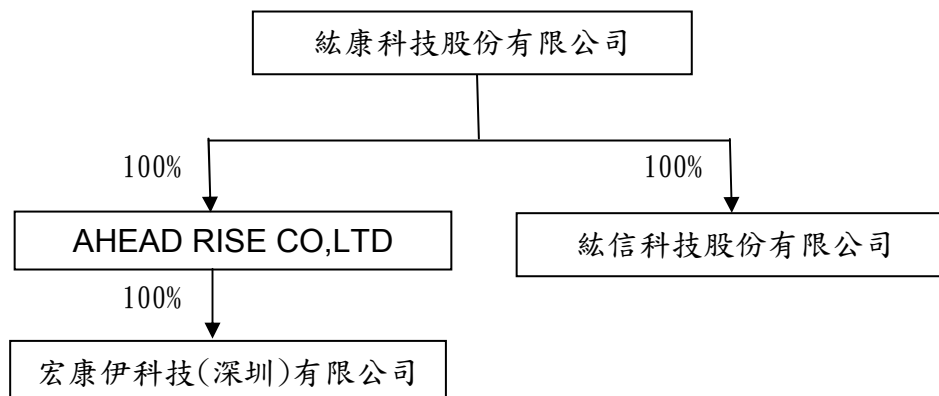 紘康科技股份有限公司
100%
100%
AHEAD RISE CO,LTD
紘信科技股份有限公司
100%
宏康伊科技(深圳)有限公司